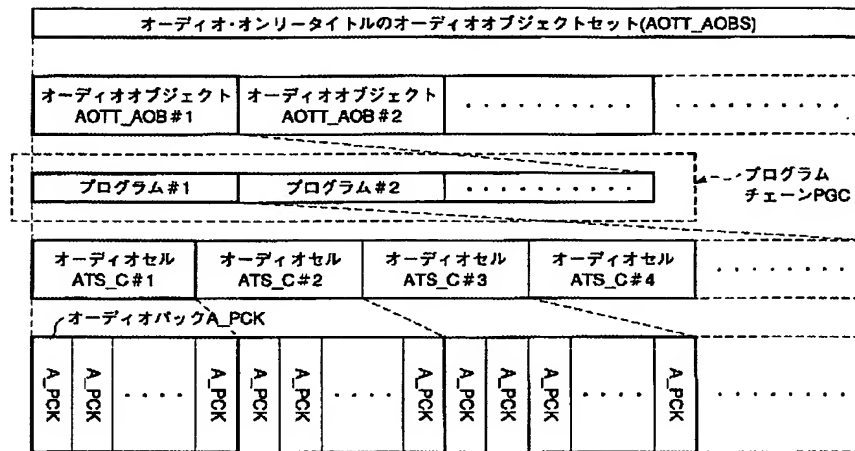 オーディオ・オンリータイトルのオーディオオブジェクトセット(AOTT_AOBS)
オーディオオブジェクト
AOTT_AOB#1
オーディオオブジェクト
AOTT_AOB#2
・・・・・・・・・・
・・・・・・・・・・
プログラム#1
プログラム#2
・・・・・・・・・・
プログラム
チェーンPGC
オーディオセル
ATS_C#1
オーディオセル
ATS_C#2
オーディオセル
ATS_C#3
オーディオセル
ATS_C#4
・・・・・・・
オーディオパックA_PCK
A_PCK
A_PCK
・・・・
A_PCK
A_PCK
A_PCK
・・・・
A_PCK
A_PCK
A_PCK
A_PCK
・・・・
A_PCK
・・・・・・・